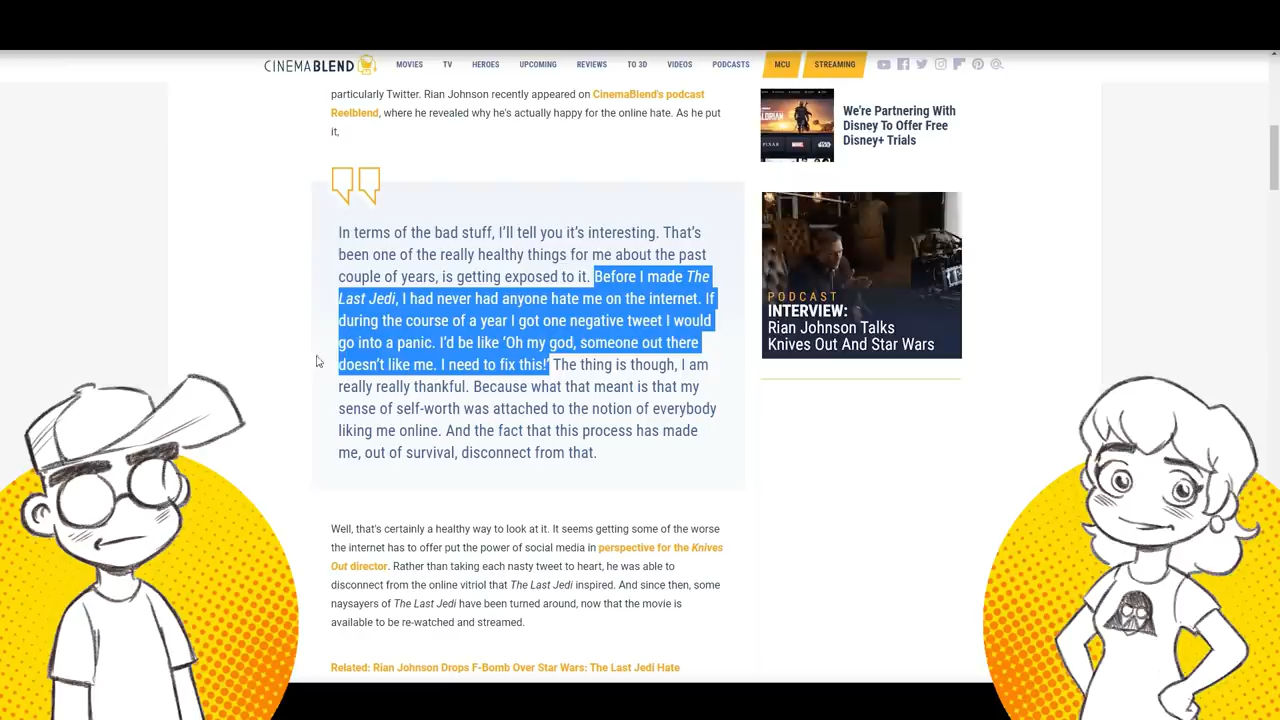 CINEMABLEND
MOVIES TV HEROES UPCOMING REVIEWS TO 3D VIDEOS PODCASTS MCU STREAMING
particularly Twitter. Rian Johnson recently appeared on CinemaBlend's podcast
Reelblend, where he revealed why he's actually happy for the online hate. As he put
it,
In terms of the bad stuff, I'll tell you it's interesting. That's
been one of the really healthy things for me about the past
couple of years, is getting exposed to it. Before I made The
Last Jedi, I had never had anyone hate me on the internet. If
during the course of a year I got one negative tweet I would
go into a panic. I'd be like 'Oh my god, someone out there
doesn't like me. I need to fix this!' The thing is though, I am
really really thankful. Because what that meant is that my
sense of self-worth was attached to the notion of everybody
liking me online. And the fact that this process has made
me, out of survival, disconnect from that.
Well, that's certainly a healthy way to look at it. It seems getting some of the worse
the internet has to offer put the power of social media in perspective for the Knives
Out director. Rather than taking each nasty tweet to heart, he was able to
disconnect from the online vitriol that The Last Jedi inspired. And since then, some
naysayers of The Last Jedi have been turned around, now that the movie is
available to be re-watched and streamed.
Related: Rian Johnson Drops F-Bomb Over Star Wars: The Last Jedi Hate
PIXAR
We're Partnering With
Disney To Offer Free
Disney+ Trials
PODCAST
INTERVIEW:
Rian Johnson Talks
Knives Out And Star Wars